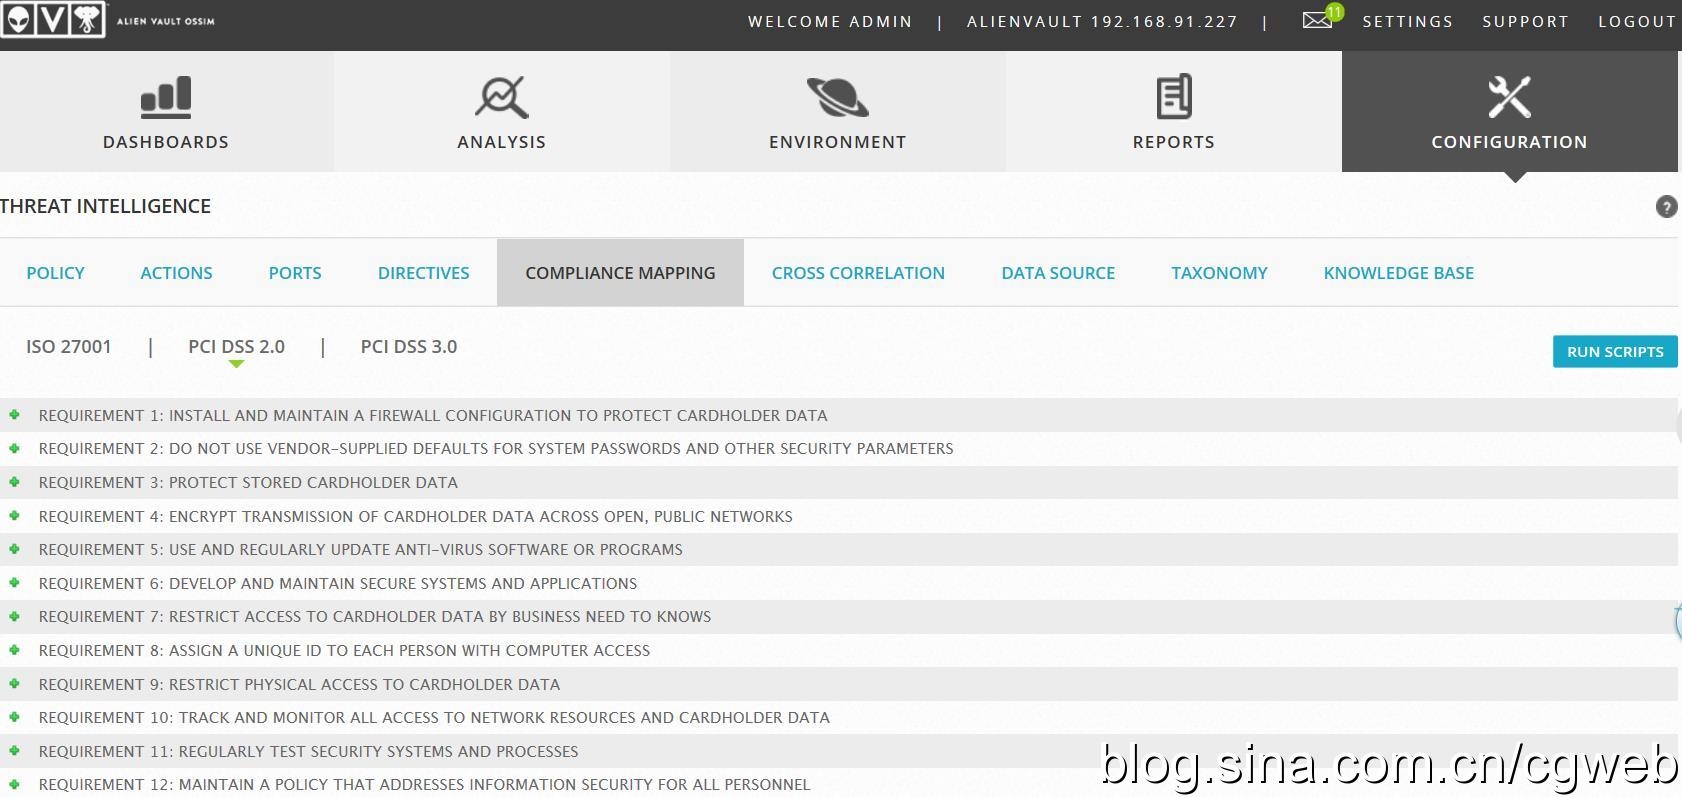 ALIEN VAULT OSSIM
WELCOME ADMIN | ALIENVAULT 192.168.91.227 | 11 SETTINGS SUPPORT LOGOUT
DASHBOARDS ANALYSIS ENVIRONMENT REPORTS CONFIGURATION
THREAT INTELLIGENCE ?
POLICY ACTIONS PORTS DIRECTIVES COMPLIANCE MAPPING CROSS CORRELATION DATA SOURCE TAXONOMY KNOWLEDGE BASE
ISO 27001 | PCI DSS 2.0 | PCI DSS 3.0
RUN SCRIPTS
REQUIREMENT 1: INSTALL AND MAINTAIN A FIREWALL CONFIGURATION TO PROTECT CARDHOLDER DATA
REQUIREMENT 2: DO NOT USE VENDOR-SUPPLIED DEFAULTS FOR SYSTEM PASSWORDS AND OTHER SECURITY PARAMETERS
REQUIREMENT 3: PROTECT STORED CARDHOLDER DATA
REQUIREMENT 4: ENCRYPT TRANSMISSION OF CARDHOLDER DATA ACROSS OPEN, PUBLIC NETWORKS
REQUIREMENT 5: USE AND REGULARLY UPDATE ANTI-VIRUS SOFTWARE OR PROGRAMS
REQUIREMENT 6: DEVELOP AND MAINTAIN SECURE SYSTEMS AND APPLICATIONS
REQUIREMENT 7: RESTRICT ACCESS TO CARDHOLDER DATA BY BUSINESS NEED TO KNOWS
REQUIREMENT 8: ASSIGN A UNIQUE ID TO EACH PERSON WITH COMPUTER ACCESS
REQUIREMENT 9: RESTRICT PHYSICAL ACCESS TO CARDHOLDER DATA
REQUIREMENT 10: TRACK AND MONITOR ALL ACCESS TO NETWORK RESOURCES AND CARDHOLDER DATA
REQUIREMENT 11: REGULARLY TEST SECURITY SYSTEMS AND PROCESSES
REQUIREMENT 12: MAINTAIN A POLICY THAT ADDRESSES INFORMATION SECURITY FOR ALL PERSONNEL
blog.sina.com.cn/cgweb